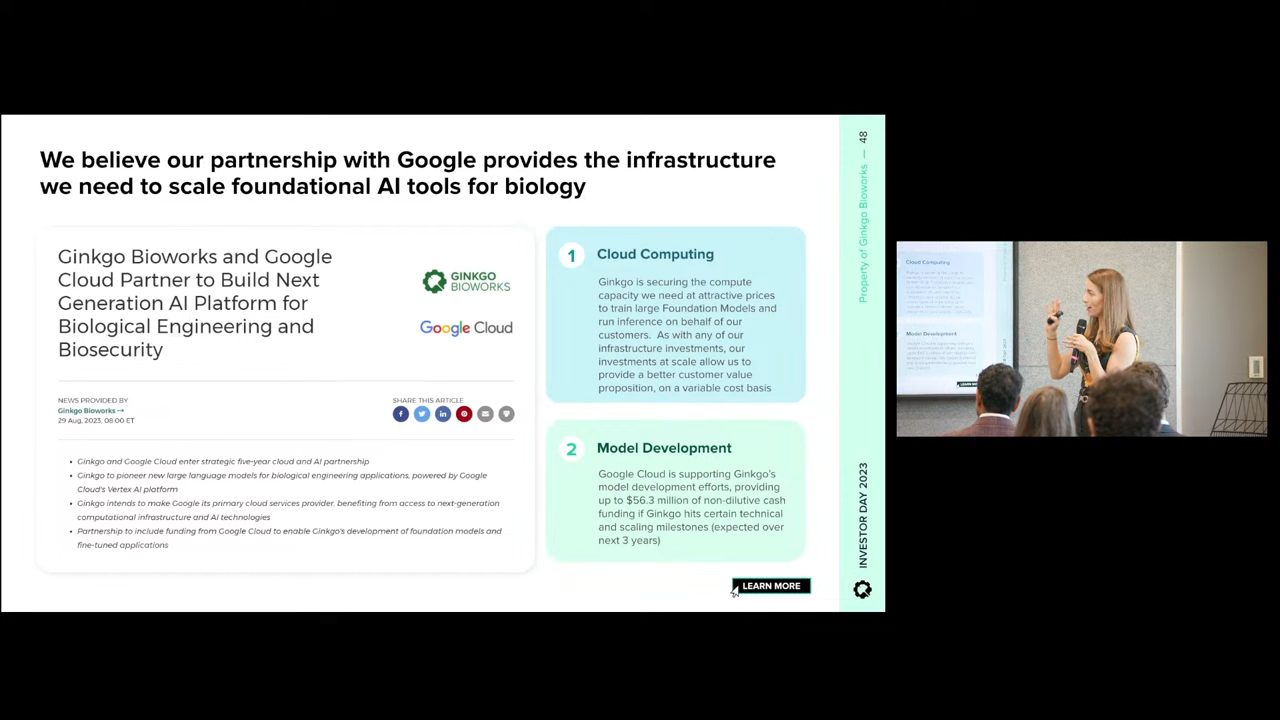 We believe our partnership with Google provides the infrastructure
we need to scale foundational AI tools for biology
Ginkgo Bioworks and Google
Cloud Partner to Build Next
Generation AI Platform for
Biological Engineering and
Biosecurity
GINKGO
BIOWORKS
Google Cloud
NEWS PROVIDED BY
Ginkgo Bioworks →
29 Aug, 2023, 08:00 ET
SHARE THIS ARTICLE
• Ginkgo and Google Cloud enter strategic five-year cloud and AI partnership
• Ginkgo to pioneer new large language models for biological engineering applications, powered by Google
Cloud's Vertex AI platform
• Ginkgo intends to make Google its primary cloud services provider, benefiting from access to next-generation
computational infrastructure and AI technologies
• Partnership to include funding from Google Cloud to enable Ginkgo's development of foundation models and
fine-tuned applications
1 Cloud Computing
Ginkgo is securing the compute
capacity we need at attractive prices
to train large Foundation Models and
run inference on behalf of our
customers. As with any of our
infrastructure investments, our
investments at scale allow us to
provide a better customer value
proposition, on a variable cost basis
2 Model Development
Google Cloud is supporting Ginkgo's
model development efforts, providing
up to $56.3 million of non-dilutive cash
funding if Ginkgo hits certain technical
and scaling milestones (expected over
next 3 years)
LEARN MORE
Property of Ginkgo Bioworks — 48
INVESTOR DAY 2023
Cloud Computing
Model Development
LEARN MORE